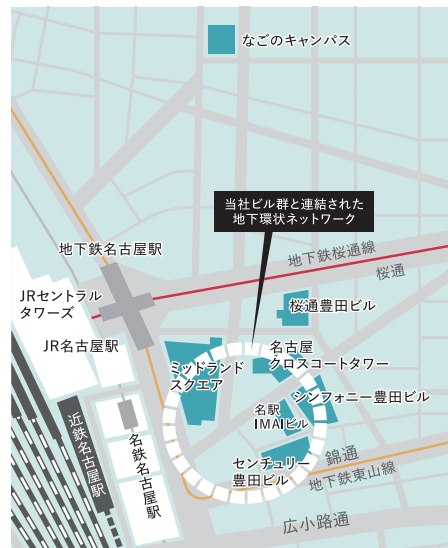 なごのキャンパス
当社ビル群と連結された
地下環状ネットワーク
地下鉄名古屋駅
地下鉄桜通線
桜通
JRセントラル
タワーズ
桜通豊田ビル
JR名古屋駅
ミッドランド
スクエア
名古屋
クロスコートタワー
シンフォニー豊田ビル
名駅
IMAIビル
近鉄名古屋駅
名鉄名古屋駅
センチュリー
豊田ビル
錦通
地下鉄東山線
広小路通